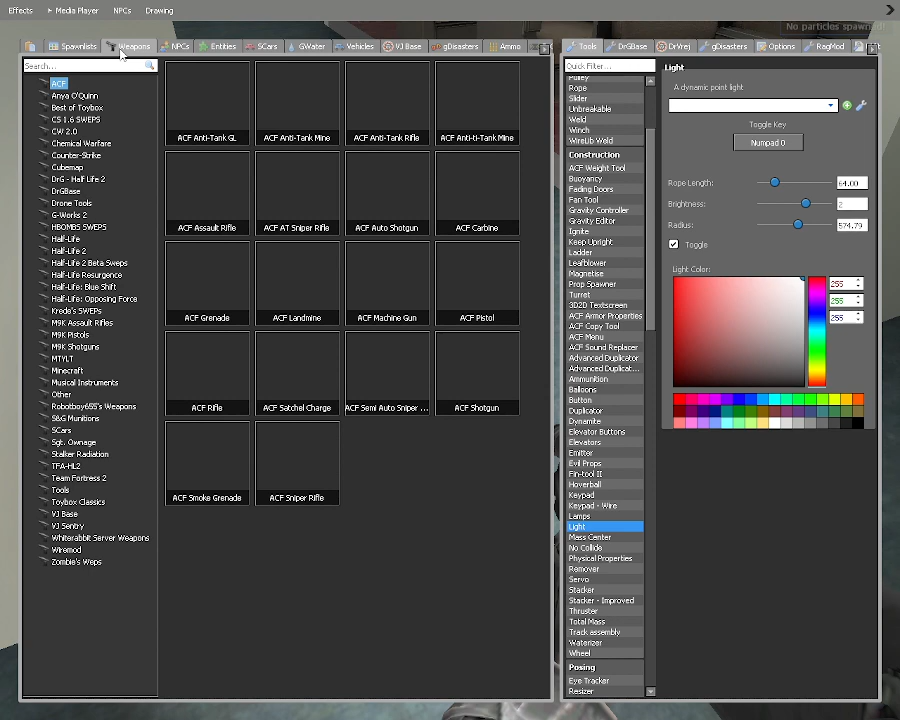 Effects Media Player NPCs Drawing
No particles spawned!
Spawnlists Weapons NPCs Entities SCars GWater Vehicles VJ Base gDisasters Ammo
Search...
ACF
Anya O'Quinn
Best of Toybox
CS 1.6 SWEPS
CW 2.0
Chemical Warfare
Counter-Strike
Cubemap
DrG - Half Life 2
DrGBase
Drone Tools
G-Works 2
HBOMBS SWEPS
Half-Life
Half-Life 2
Half-Life 2 Beta Sweps
Half-Life Resurgence
Half-Life: Blue Shift
Half-Life: Opposing Force
Krede's SWEPs
M9K Assault Rifles
M9K Pistols
M9K Shotguns
MTYLT
Minecraft
Musical Instruments
Other
Robotboy655's Weapons
S&G Munitions
SCars
Sgt. Ownage
Stalker Radiation
TFA-HL2
Team Fortress 2
Tools
Toybox Classics
VJ Base
VJ Sentry
Whiterabbit Server Weapons
Wiremod
Zombie's Weps
ACF Anti-Tank GL ACF Anti-Tank Mine ACF Anti-Tank Rifle ACF Anti-ti-Tank Mine
ACF Assault Rifle ACF AT Sniper Rifle ACF Auto Shotgun ACF Carbine
ACF Grenade ACF Landmine ACF Machine Gun ACF Pistol
ACF Rifle ACF Satchel Charge ACF Semi Auto Sniper ... ACF Shotgun
ACF Smoke Grenade ACF Sniper Rifle
Tools DrGBase DrVrej gDisasters Options RagMod
Quick Filter...
Pulley
Rope
Slider
Unbreakable
Weld
Winch
WireLib Weld
Construction
ACF Weight Tool
Buoyancy
Fading Doors
Fan Tool
Gravity Controller
Gravity Editor
Ignite
Keep Upright
Ladder
Leafblower
Magnetise
Prop Spawner
Turret
3D2D Textscreen
ACF Armor Properties
ACF Copy Tool
ACF Menu
ACF Sound Replacer
Advanced Duplicator
Advanced Duplicat...
Ammunition
Balloons
Button
Duplicator
Dynamite
Elevator Buttons
Elevators
Emitter
Evil Props
Fin-tool II
Hoverball
Keypad
Keypad - Wire
Lamps
Light
Mass Center
No Collide
Physical Properties
Remover
Servo
Stacker
Stacker - Improved
Thruster
Total Mass
Track assembly
Waterizer
Wheel
Posing
Eye Tracker
Resizer
Light
A dynamic point light
Toggle Key
Numpad 0
Rope Length: 64.00
Brightness: 2
Radius: 574.79
Toggle
Light Color:
255
255
255